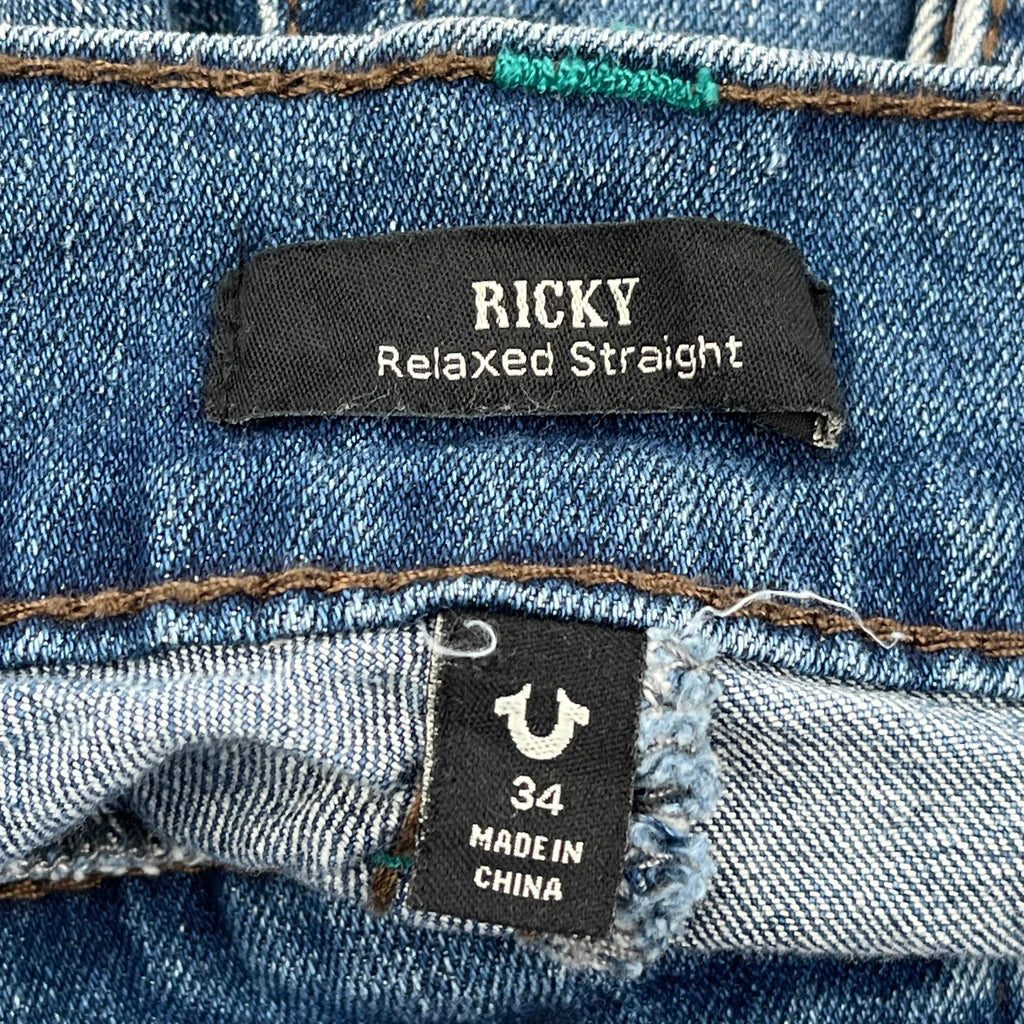 RICKY
Relaxed Straight
34
MADE IN
CHINA